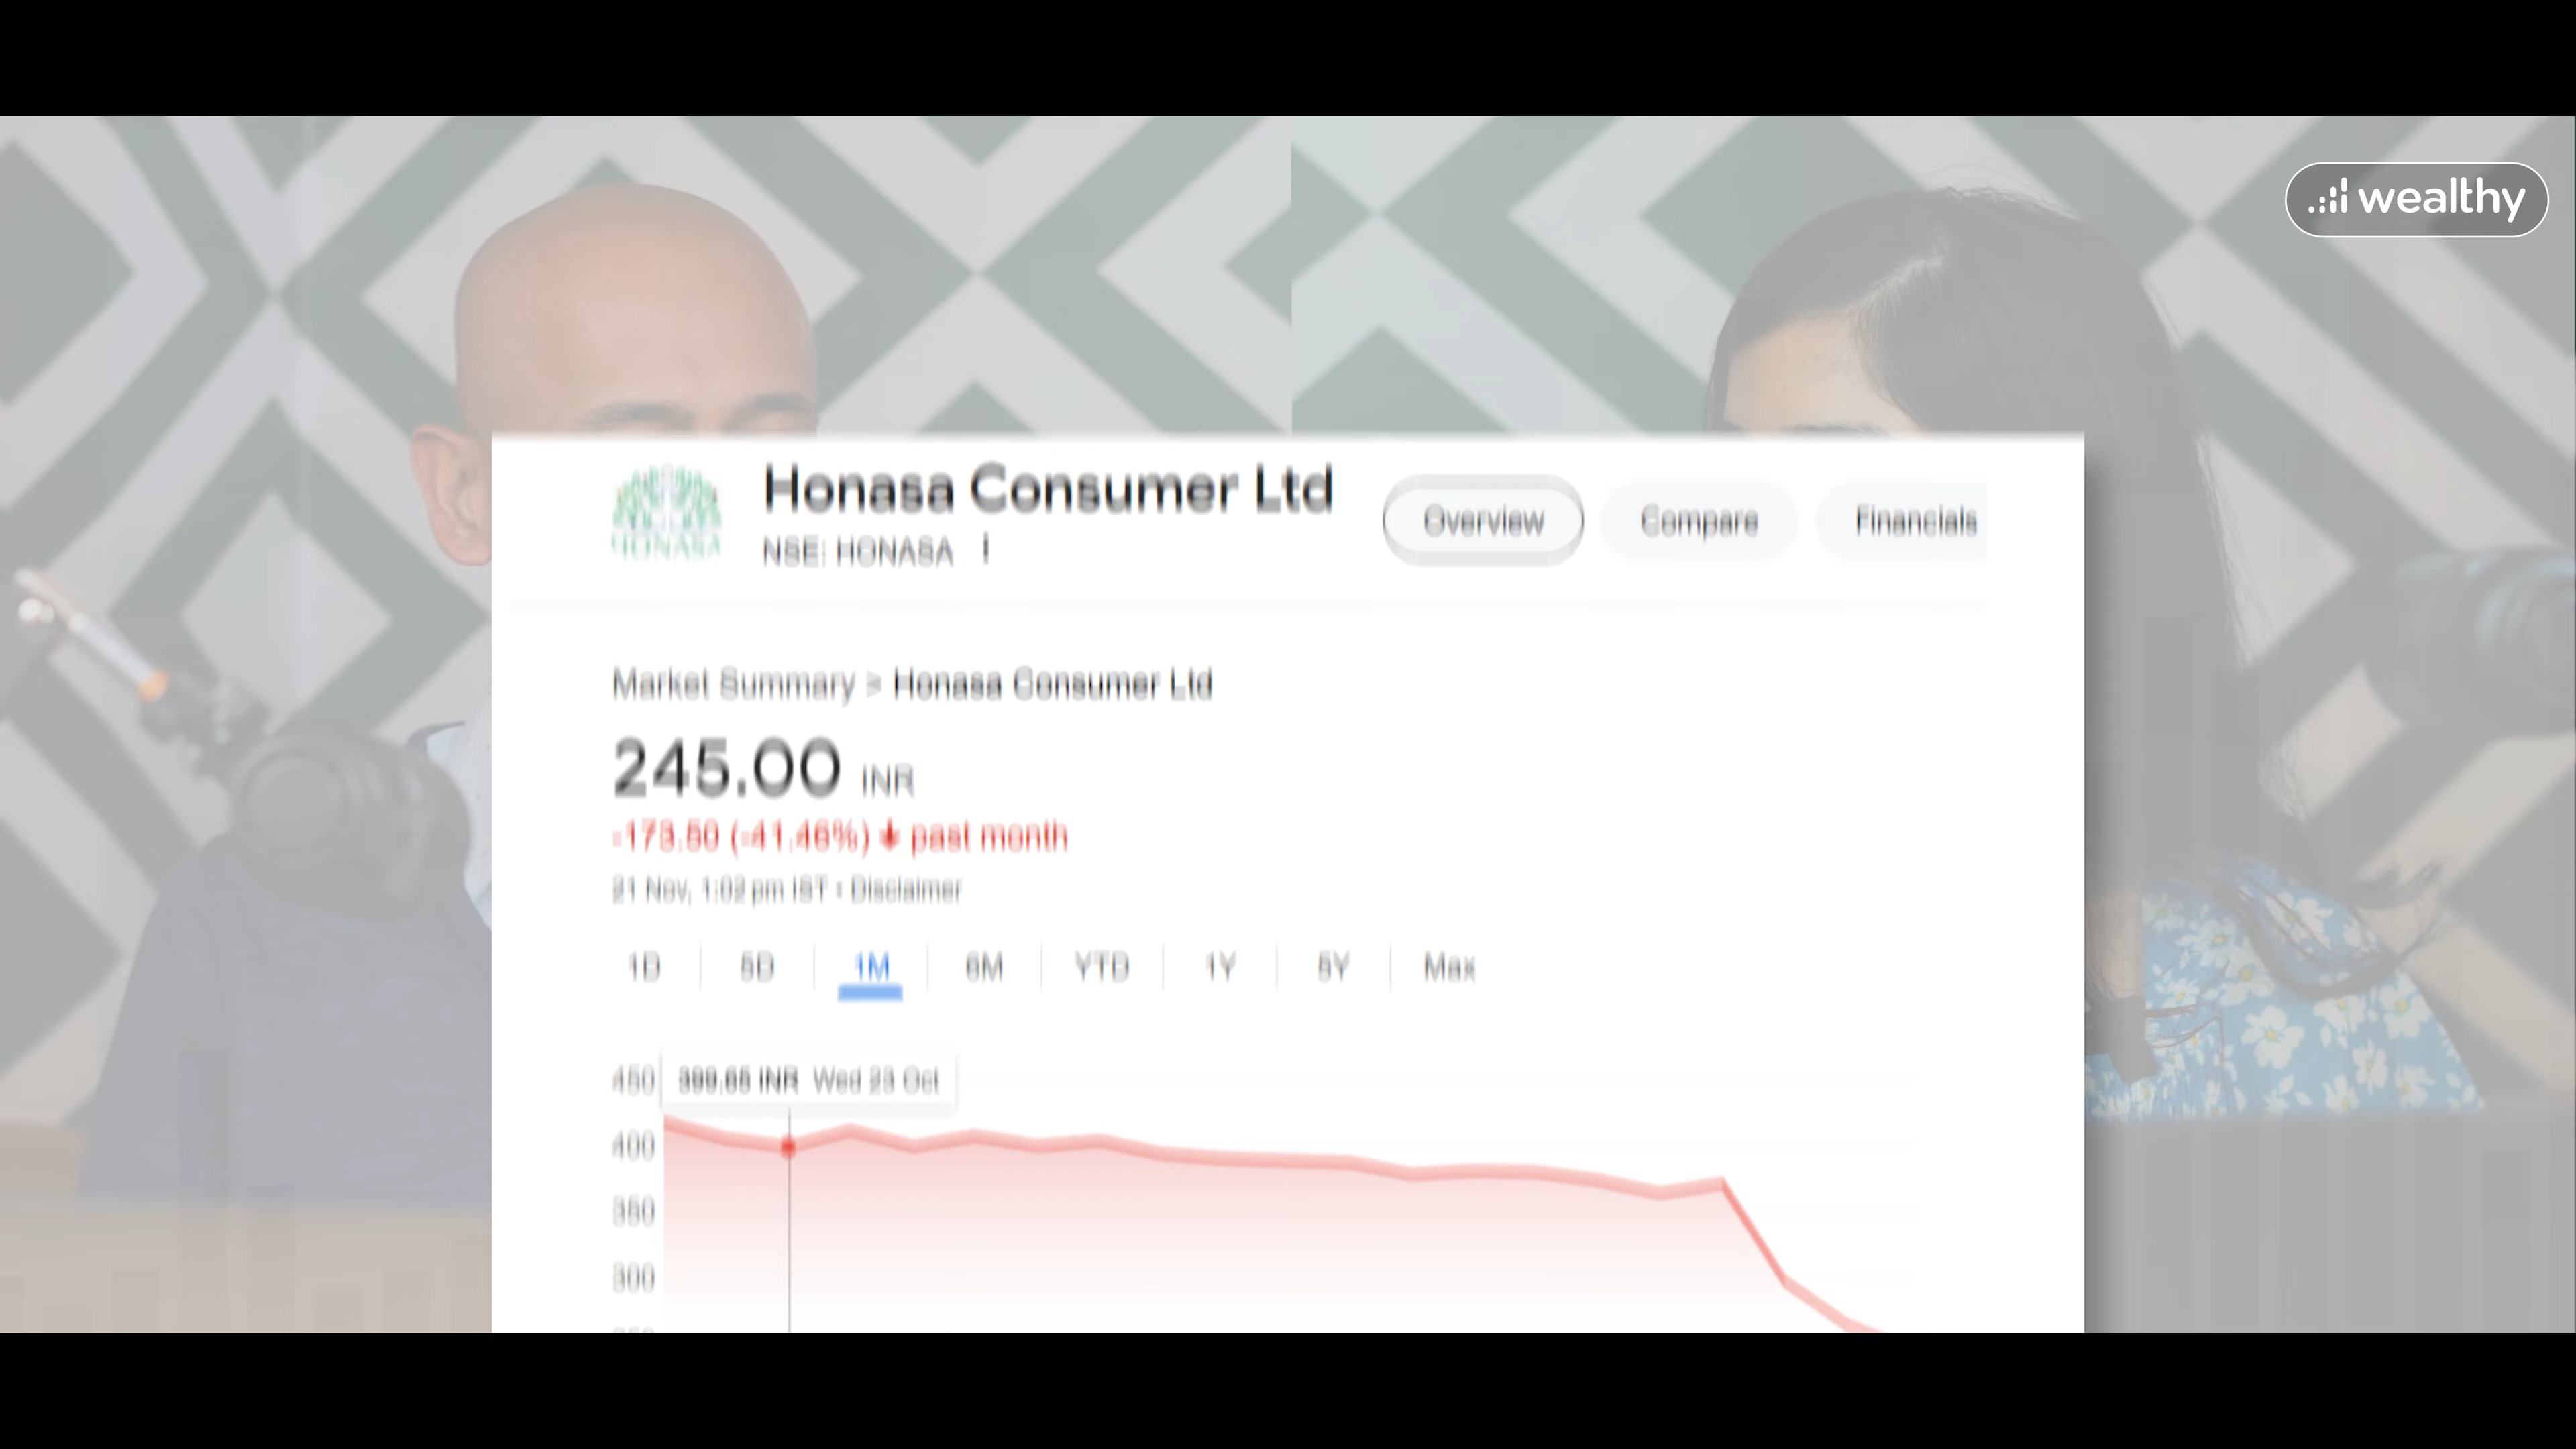 wealthy
Honasa Consumer Ltd
NSE: HONASA
HONASA
Overview
Compare
Financials
Market Summary > Honasa Consumer Ltd
245.00 INR
-173.50 (-41.46%) past month
21 Nov, 1:02 pm IST • Disclaimer
1D 5D 1M 6M YTD 1Y 5Y Max
450
399.65 INR Wed 23 Oct
400
350
300